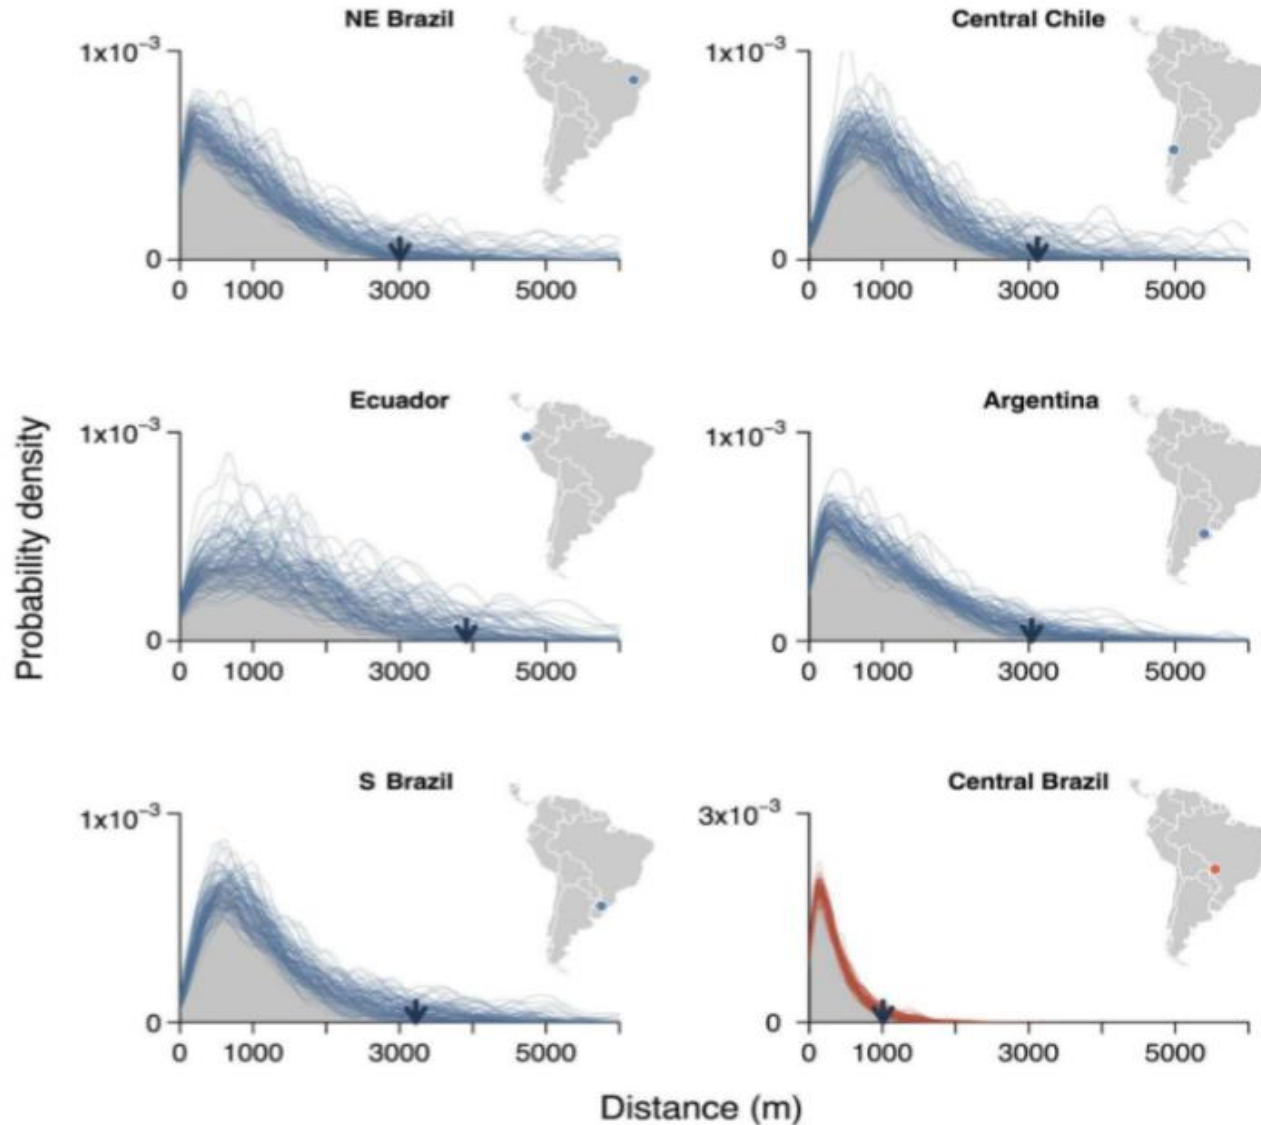 NE Brazil
1x10⁻³
0
0 1000 3000 5000
Central Chile
1x10⁻³
0
0 1000 3000 5000
Ecuador
1x10⁻³
0
0 1000 3000 5000
Argentina
1x10⁻³
0
0 1000 3000 5000
S Brazil
1x10⁻³
0
0 1000 3000 5000
Central Brazil
3x10⁻³
0
0 1000 3000 5000
Probability density
Distance (m)